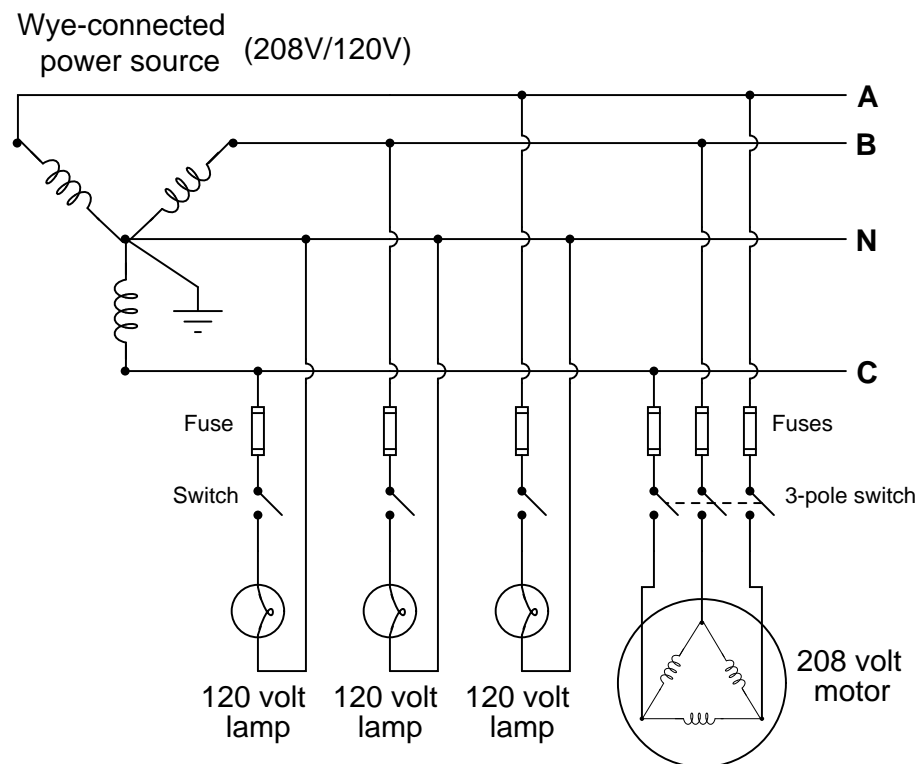 Wye-connected
power source
(208V/120V)
A
B
N
C
Fuse
Fuses
Switch
3-pole switch
120 volt
lamp
120 volt
lamp
120 volt
lamp
208 volt
motor